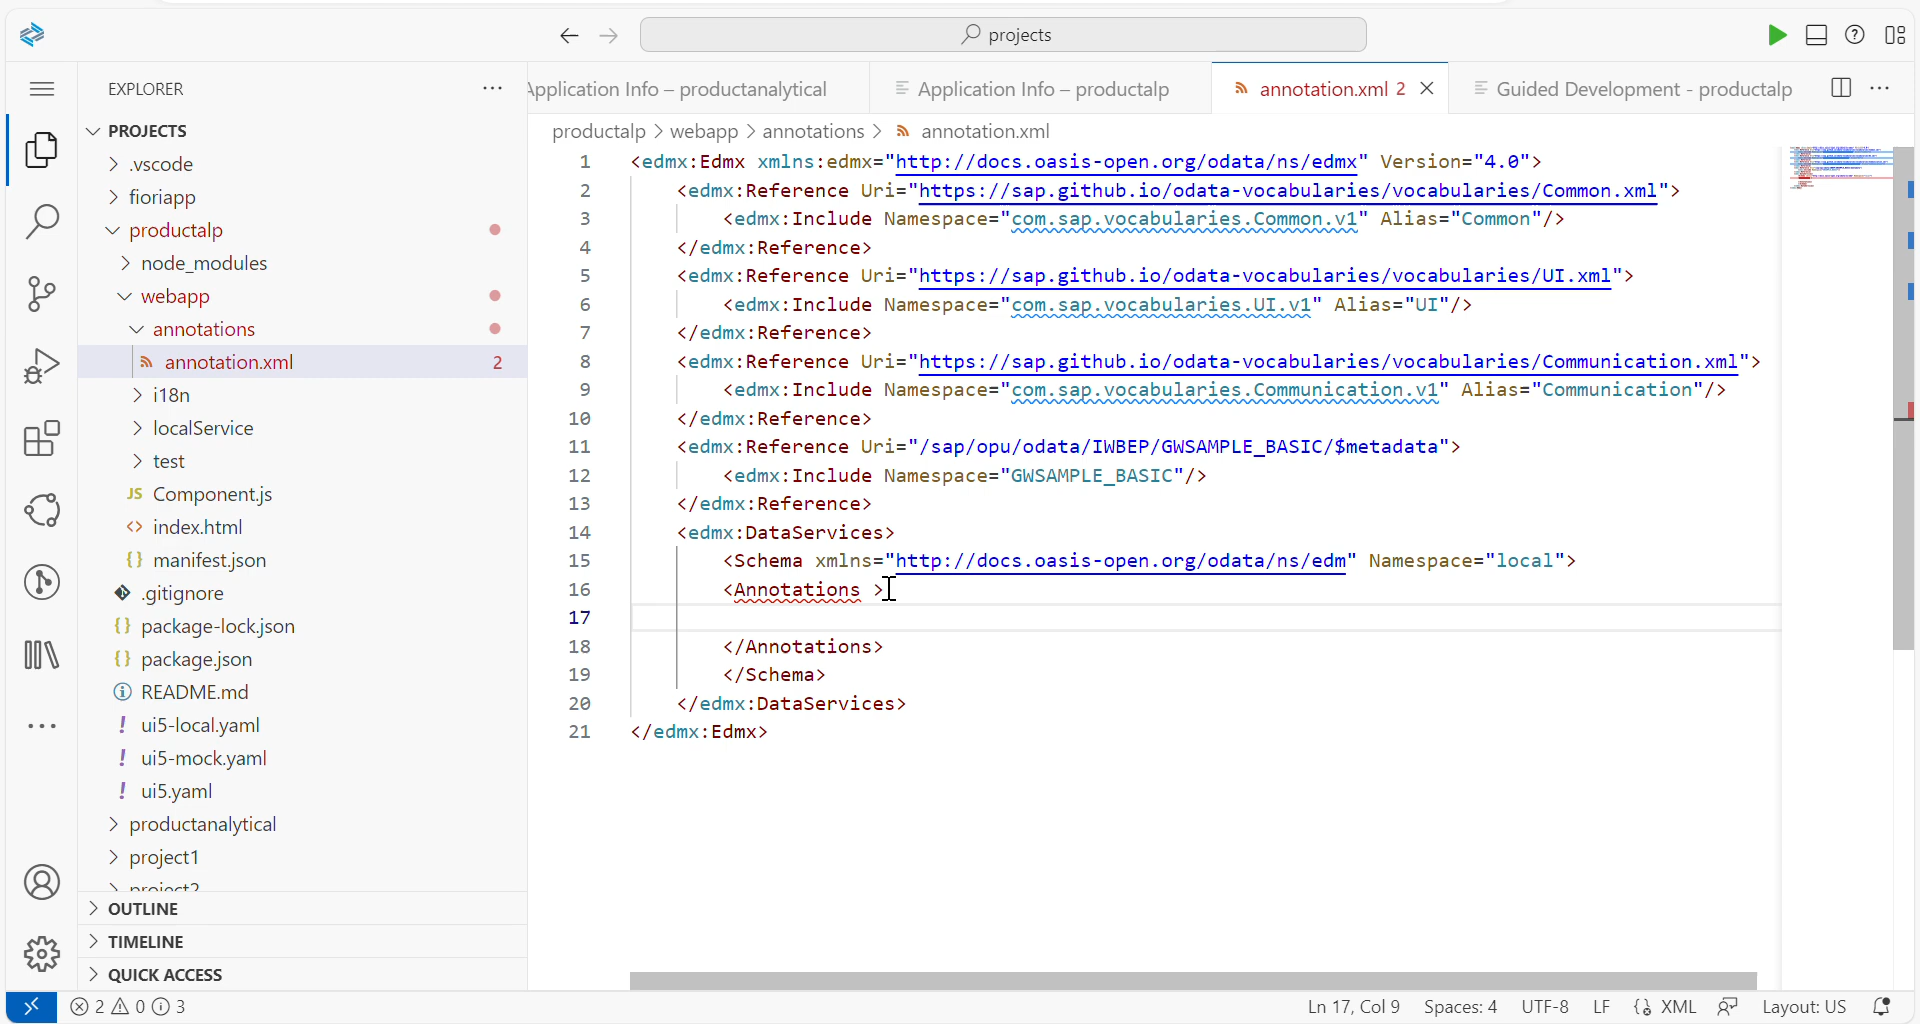 projects
EXPLORER
pplication Info – productanalytical
Application Info – productalp
annotation.xml 2
Guided Development - productalp
PROJECTS
.vscode
fioriapp
productalp
node_modules
webapp
annotations
annotation.xml 2
i18n
localService
test
JS Component.js
<> index.html
{} manifest.json
.gitignore
{} package-lock.json
{} package.json
README.md
! ui5-local.yaml
! ui5-mock.yaml
! ui5.yaml
productanalytical
project1
project2
OUTLINE
TIMELINE
QUICK ACCESS
productalp > webapp > annotations > annotation.xml
1 <edmx:Edmx xmlns:edmx="http://docs.oasis-open.org/odata/ns/edmx" Version="4.0">
2 <edmx:Reference Uri="https://sap.github.io/odata-vocabularies/vocabularies/Common.xml">
3 <edmx:Include Namespace="com.sap.vocabularies.Common.v1" Alias="Common"/>
4 </edmx:Reference>
5 <edmx:Reference Uri="https://sap.github.io/odata-vocabularies/vocabularies/UI.xml">
6 <edmx:Include Namespace="com.sap.vocabularies.UI.v1" Alias="UI"/>
7 </edmx:Reference>
8 <edmx:Reference Uri="https://sap.github.io/odata-vocabularies/vocabularies/Communication.xml">
9 <edmx:Include Namespace="com.sap.vocabularies.Communication.v1" Alias="Communication"/>
10 </edmx:Reference>
11 <edmx:Reference Uri="/sap/opu/odata/IWBEP/GWSAMPLE_BASIC/$metadata">
12 <edmx:Include Namespace="GWSAMPLE_BASIC"/>
13 </edmx:Reference>
14 <edmx:DataServices>
15 <Schema xmlns="http://docs.oasis-open.org/odata/ns/edm" Namespace="local">
16 <Annotations >
17
18 </Annotations>
19 </Schema>
20 </edmx:DataServices>
21 </edmx:Edmx>
2 0 3
Ln 17, Col 9 Spaces: 4 UTF-8 LF XML Layout: US